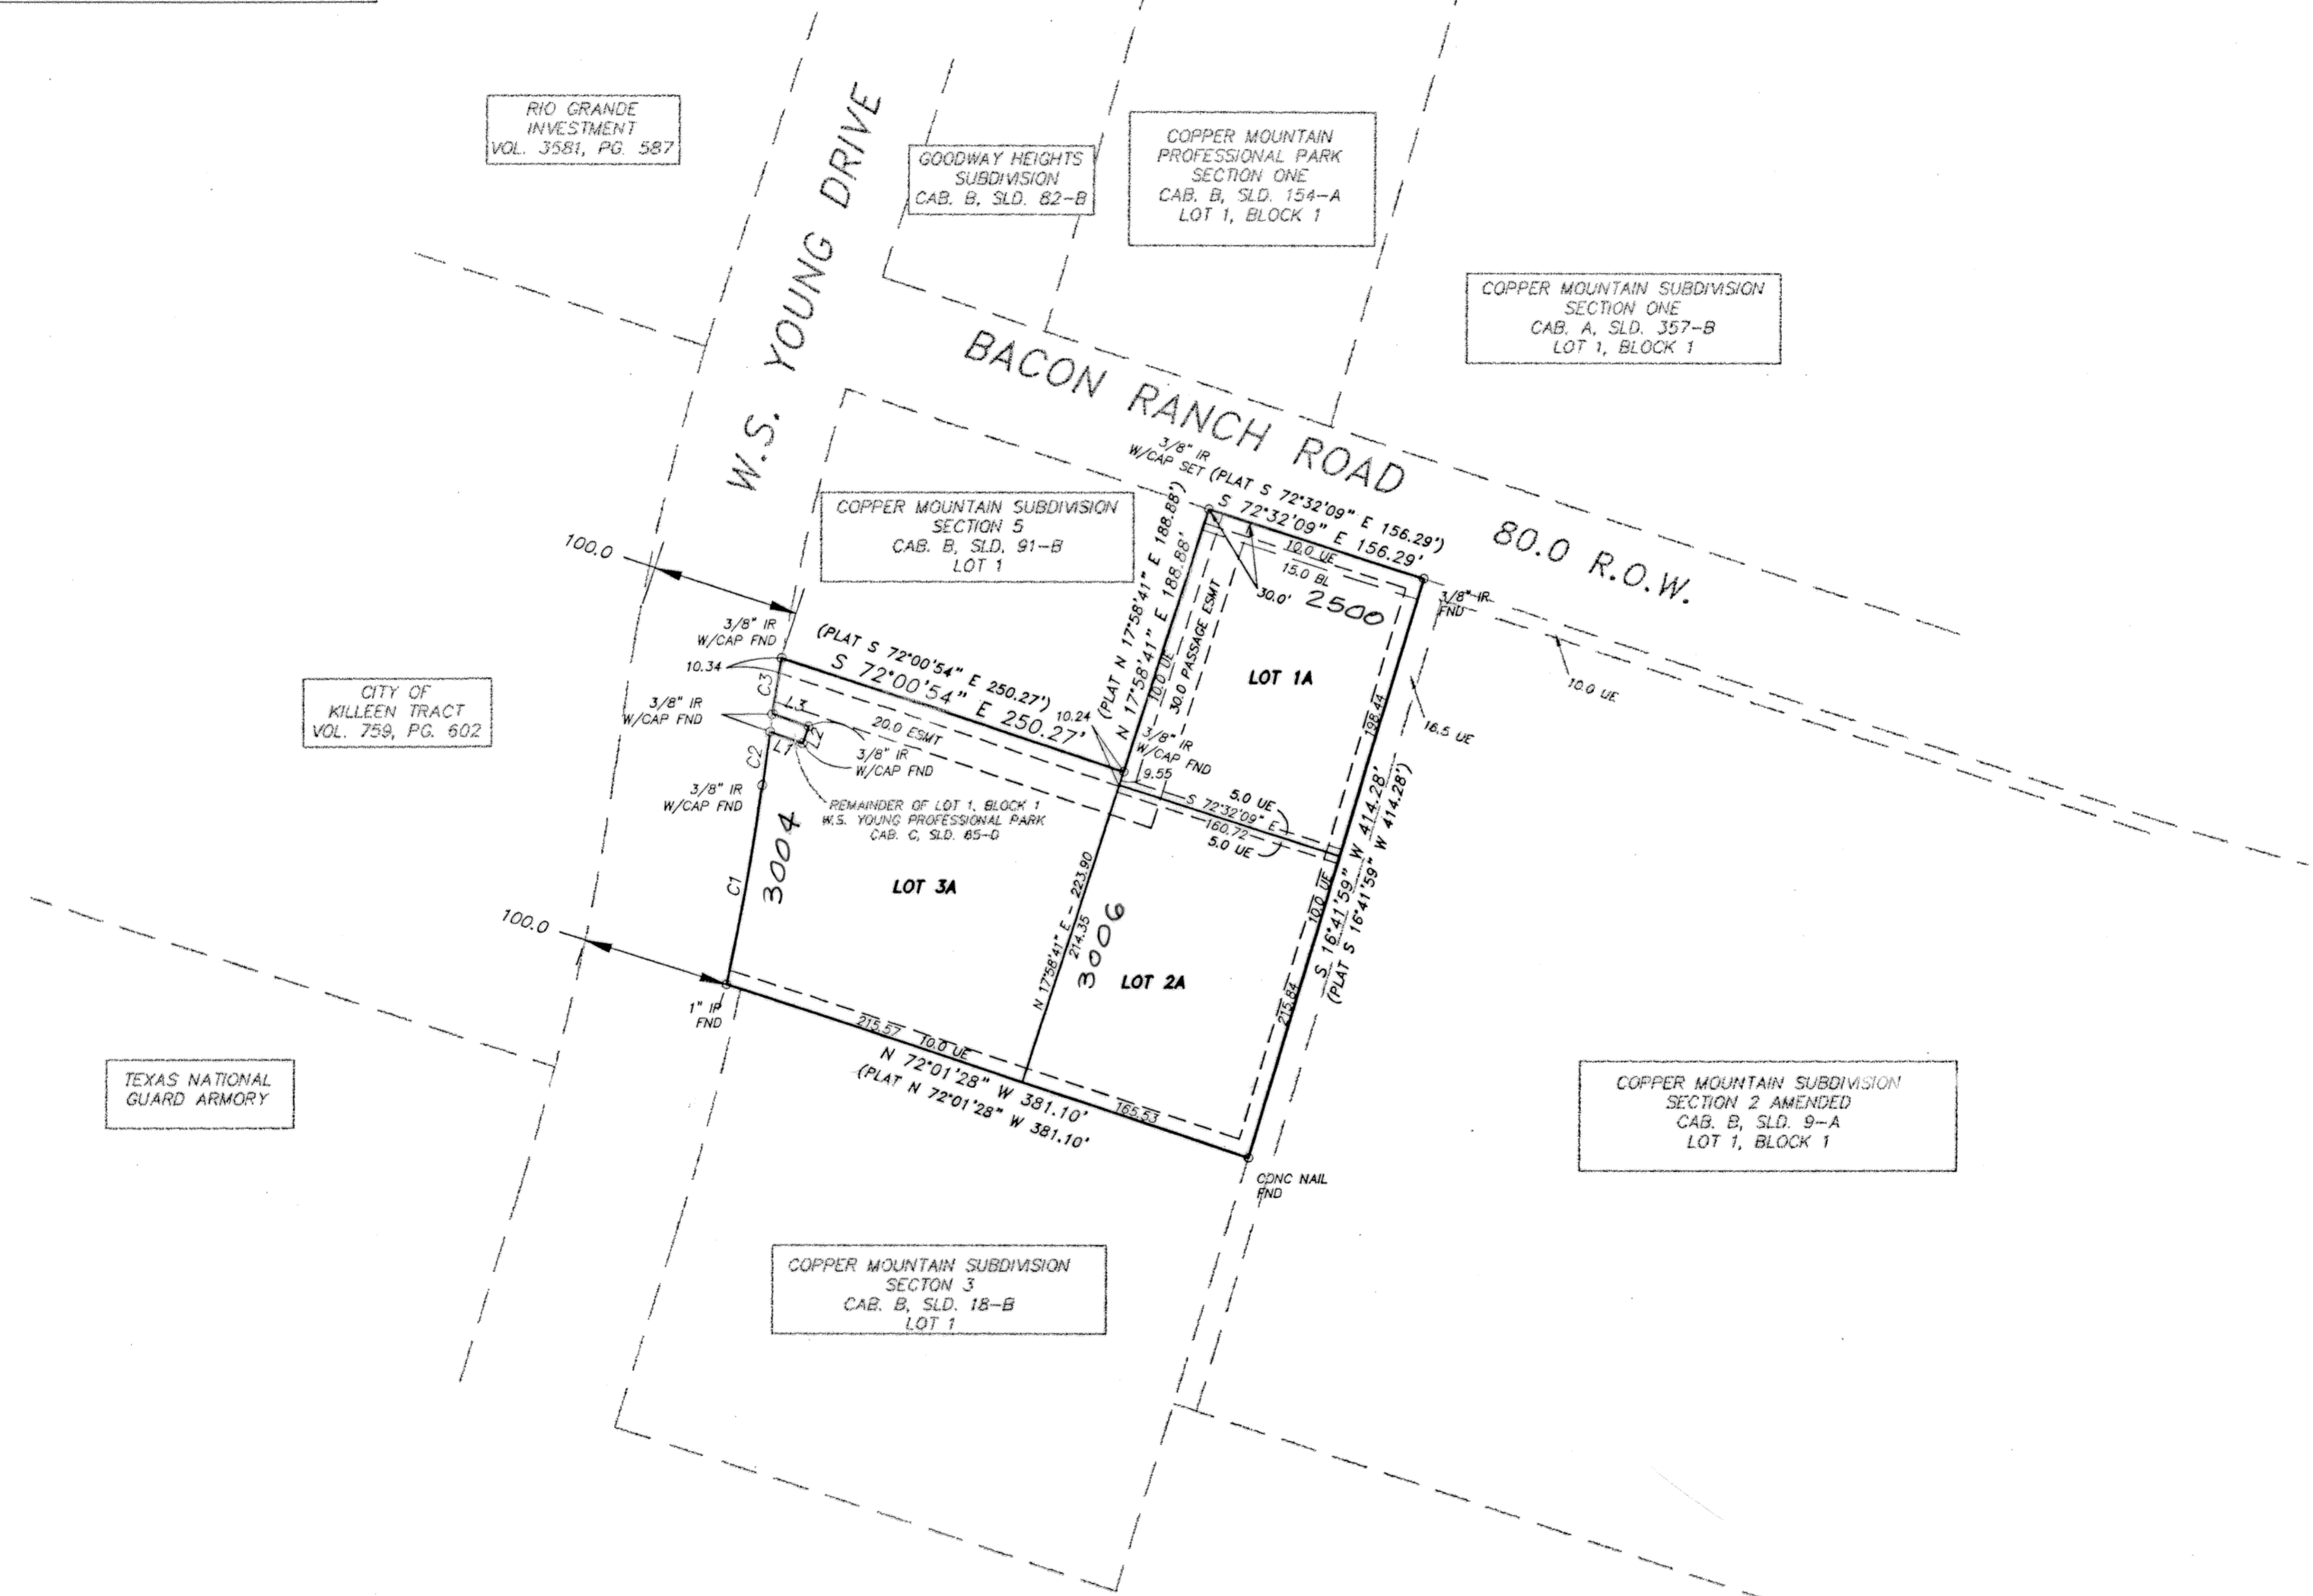 RIO GRANDE
INVESTMENT
VOL. 3581, PG. 587
W.S. YOUNG DRIVE
GOODWAY HEIGHTS
SUBDIVISION
CAB. B, SLD. 82-B
COPPER MOUNTAIN
PROFESSIONAL PARK
SECTION ONE
CAB. B, SLD. 154-A
LOT 1, BLOCK 1
COPPER MOUNTAIN SUBDIVISION
SECTION ONE
CAB. A, SLD. 357-B
LOT 1, BLOCK 1
BACON RANCH ROAD
80.0 R.O.W.
3/8" IR
W/CAP SET
(PLAT S 72°32'09" E 156.29')
S 72°32'09" E 156.29'
10.0 UE
15.0 BL
30.0'
2500
3/8" IR
FND
10.0 UE
COPPER MOUNTAIN SUBDIVISION
SECTION 5
CAB. B, SLD. 91-B
LOT 1
100.0
(PLAT N 17°58'41" E 188.88')
N 17°58'41" E 188.88'
10.0 UE
30.0 PASSAGE ESMT
LOT 1A
198.44
16.5 UE
3/8" IR
W/CAP FND
10.34
(PLAT S 72°00'54" E 250.27')
S 72°00'54" E 250.27'
10.24
3/8" IR
W/CAP FND
9.55
C3
L3
20.0 ESMT
3/8" IR
W/CAP FND
L2
L1
3/8" IR
W/CAP FND
C2
3/8" IR
W/CAP FND
CITY OF
KILLEEN TRACT
VOL. 759, PG. 602
REMAINDER OF LOT 1, BLOCK 1
W.S. YOUNG PROFESSIONAL PARK
CAB. C, SLD. 65-D
5.0 UE
S 72°32'09" E
160.72
5.0 UE
S 16°41'59" W 414.28'
(PLAT S 16°41'59" W 414.28')
10.0 UE
3004
C1
LOT 3A
N 17°58'41" E - 223.90
214.35
3006
LOT 2A
215.84
100.0
1" IP
FND
215.57
10.0 UE
N 72°01'28" W 381.10'
(PLAT N 72°01'28" W 381.10')
165.53
CONC NAIL
FND
TEXAS NATIONAL
GUARD ARMORY
COPPER MOUNTAIN SUBDIVISION
SECTION 2 AMENDED
CAB. B, SLD. 9-A
LOT 1, BLOCK 1
COPPER MOUNTAIN SUBDIVISION
SECTON 3
CAB. B, SLD. 18-B
LOT 1